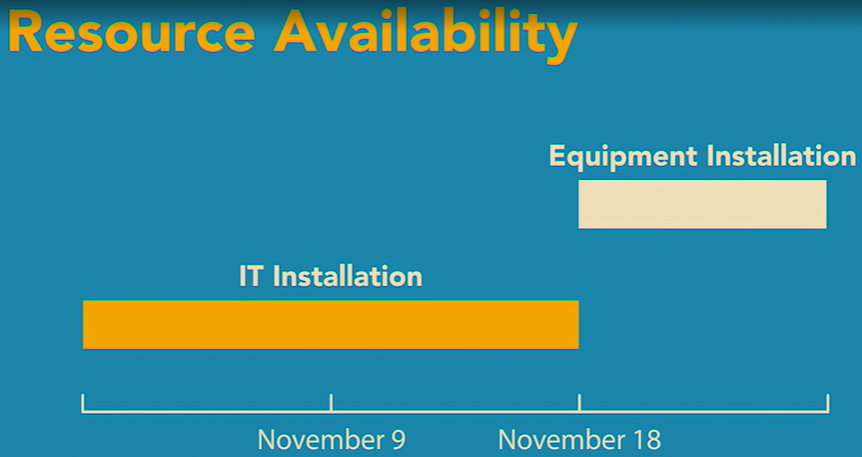 Resource Availability
Equipment Installation
IT Installation
November 9
November 18